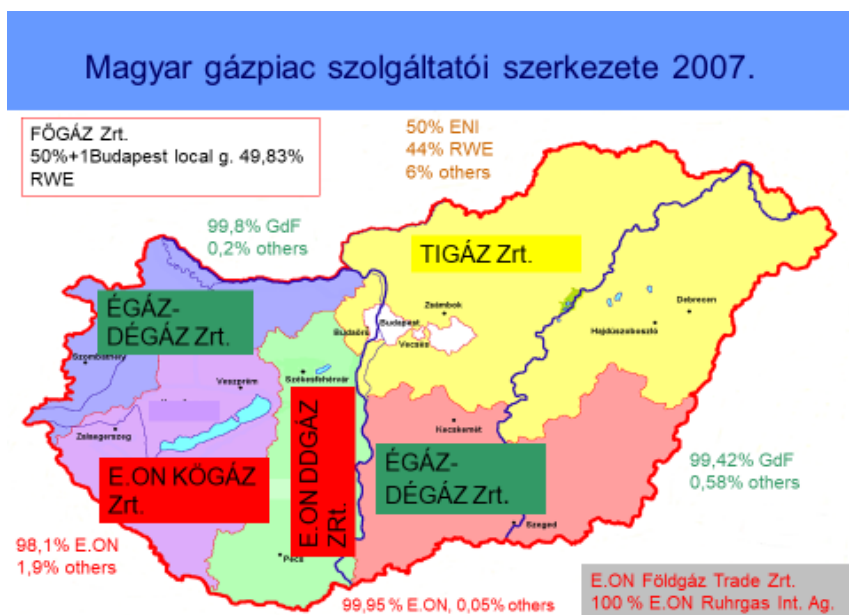 Magyar gázpiac szolgáltatói szerkezete 2007.
FŐGÁZ Zrt.
50%+1Budapest local g. 49,83%
RWE
50% ENI
44% RWE
6% others
99,8% GdF
0,2% others
TIGÁZ Zrt.
ÉGÁZ-
DÉGÁZ Zrt.
Zsámbok
Budapest
Budaörs
Vecsés
Debrecen
Hajdúszoboszló
Szombathely
Veszprém
Székesfehérvár
Zalaegerszeg
Kecskemét
E.ON KÖGÁZ
Zrt.
E.ON DDGÁZ
ZRt.
ÉGÁZ-
DÉGÁZ Zrt.
99,42% GdF
0,58% others
Szeged
Pécs
98,1% E.ON
1,9% others
99,95 % E.ON, 0,05% others
E.ON Földgáz Trade Zrt.
100 % E.ON Ruhrgas Int. Ag.